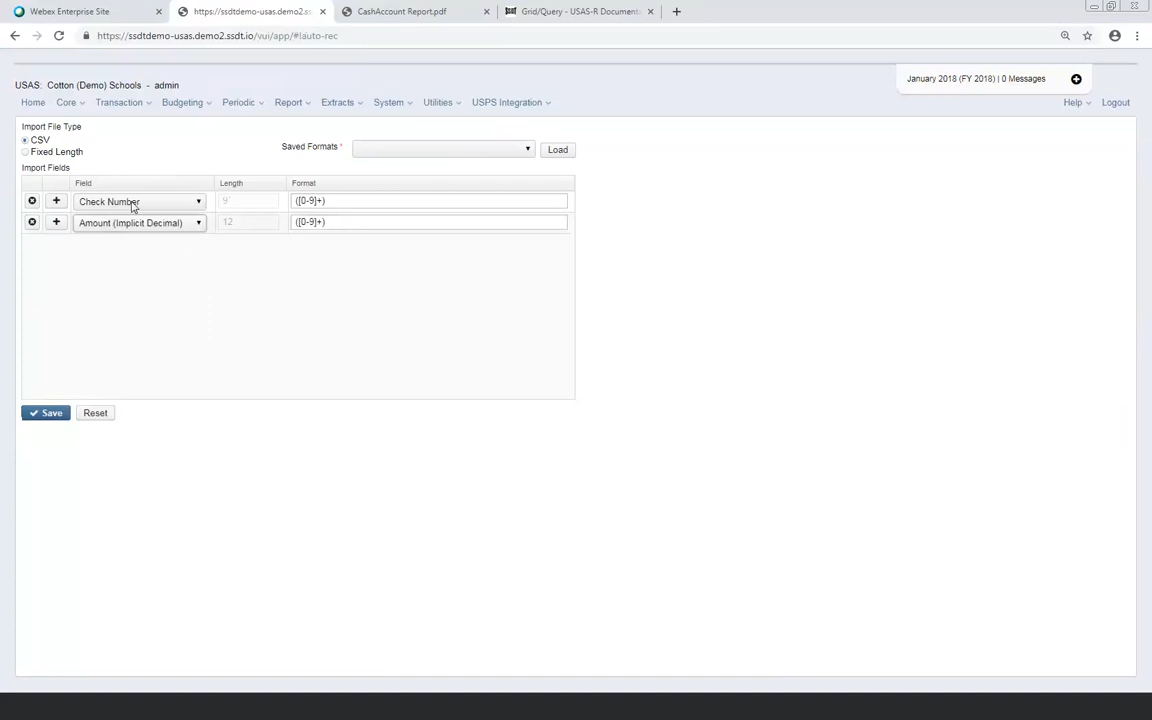 Webex Enterprise Site
https://ssdtdemo-usas.demo2.ss
CashAccount Report.pdf
Grid/Query - USAS-R Document
https://ssdtdemo-usas.demo2.ssdt.io/vui/app/#!auto-rec
USAS: Cotton (Demo) Schools - admin
January 2018 (FY 2018) | 0 Messages
Home Core Transaction Budgeting Periodic Report Extracts System Utilities USPS Integration Help Logout
Import File Type
CSV
Fixed Length
Saved Formats * Load
Import Fields
Field Length Format
Check Number 9 ([0-9]+)
Amount (Implicit Decimal) 12 ([0-9]+)
Save Reset